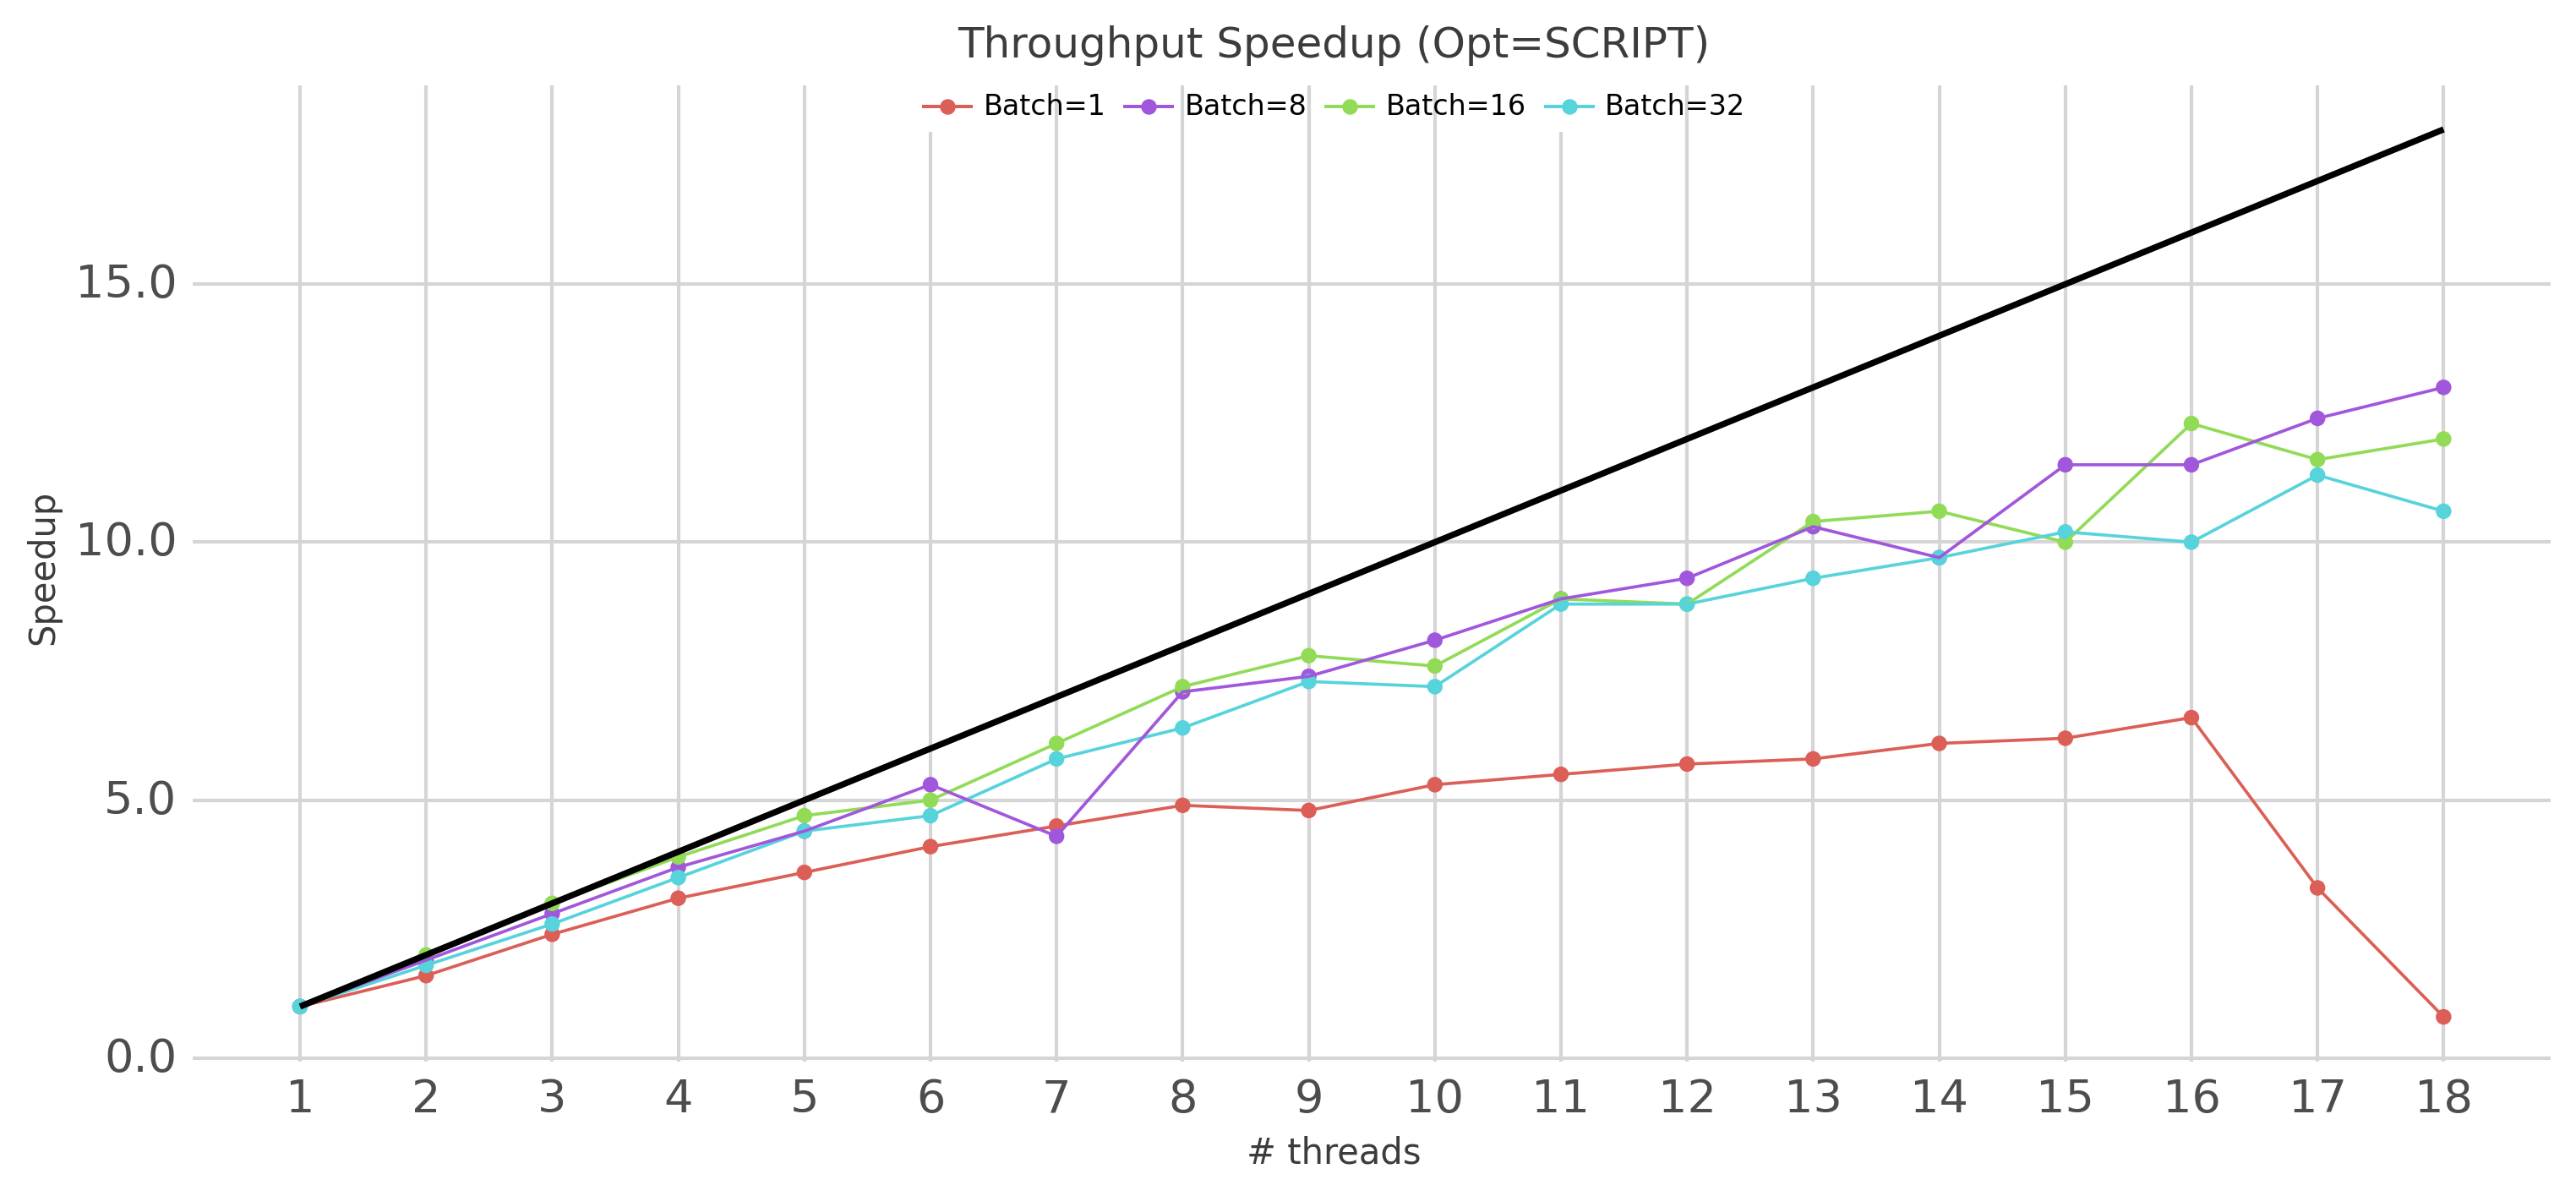 Throughput Speedup (Opt=SCRIPT)
Batch=1 Batch=8 Batch=16 Batch=32
15.0
10.0
5.0
0.0
Speedup
1 2 3 4 5 6 7 8 9 10 11 12 13 14 15 16 17 18
# threads